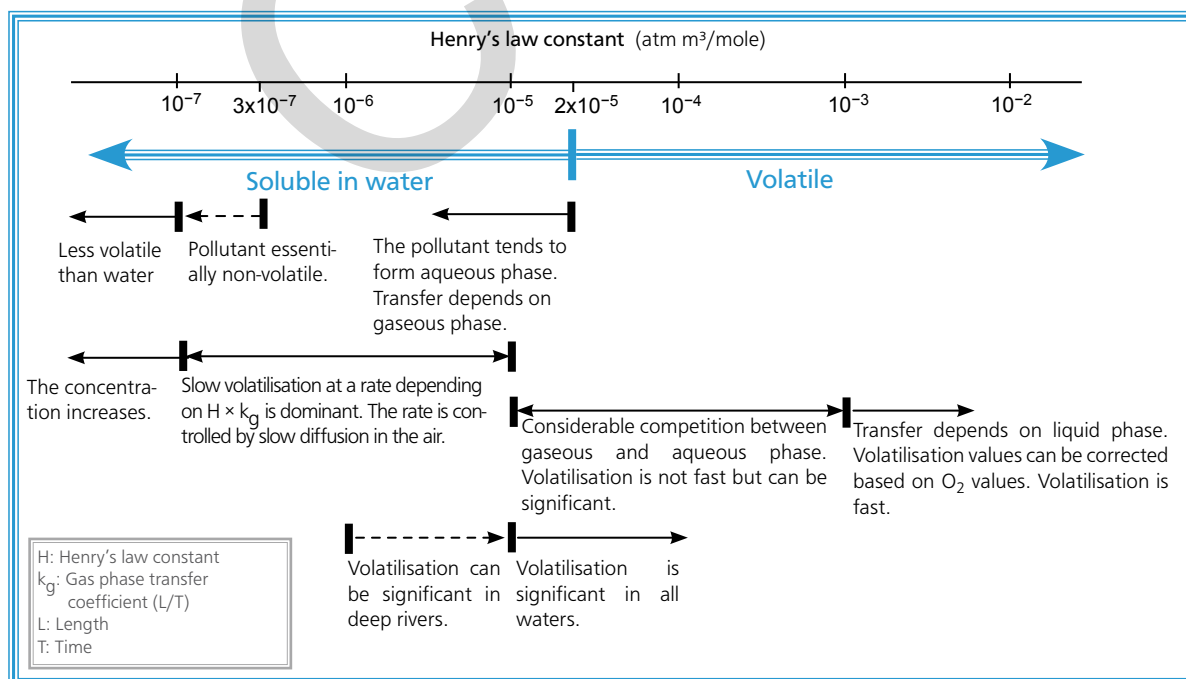 Henry’s law constant (atm m³/mole)
10⁻⁷ 3x10⁻⁷ 10⁻⁶ 10⁻⁵ 2x10⁻⁵ 10⁻⁴ 10⁻³ 10⁻²
Soluble in water
Volatile
Less volatile
than water
Pollutant essenti-
ally non-volatile.
The pollutant tends to
form aqueous phase.
Transfer depends on
gaseous phase.
The concentra-
tion increases.
Slow volatilisation at a rate depending
on H × kg is dominant. The rate is con-
trolled by slow diffusion in the air.
Considerable competition between
gaseous and aqueous phase.
Volatilisation is not fast but can be
significant.
Transfer depends on liquid phase.
Volatilisation values can be corrected
based on O₂ values. Volatilisation is
fast.
Volatilisation can
be significant in
deep rivers.
Volatilisation is
significant in all
waters.
H: Henry’s law constant
kg: Gas phase transfer
coefficient (L/T)
L: Length
T: Time